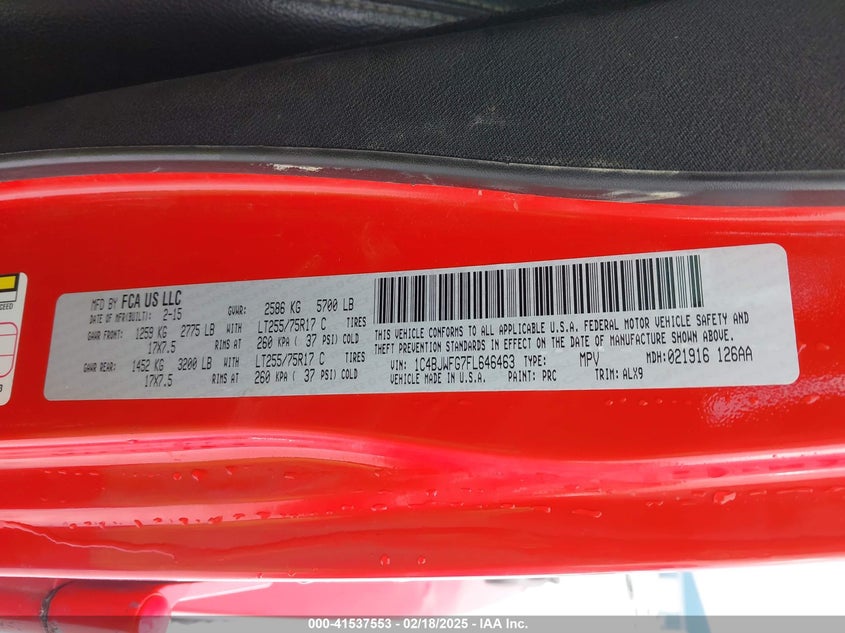 MFD BY FCA US LLC
DATE OF MFR(BUILT): 2-15 GVWR: 2586 KG 5700 LB
GAWR FRONT: 1259 KG 2775 LB WITH LT255/75R17 C TIRES
17X7.5 RIMS AT 260 KPA ( 37 PSI) COLD
GAWR REAR: 1452 KG 3200 LB WITH LT255/75R17 C TIRES
17X7.5 RIMS AT 260 KPA ( 37 PSI) COLD
THIS VEHICLE CONFORMS TO ALL APPLICABLE U.S.A. FEDERAL MOTOR VEHICLE SAFETY AND
THEFT PREVENTION STANDARDS IN EFFECT ON THE DATE OF MANUFACTURE SHOWN ABOVE.
VIN: 1C4BJWFG7FL646463 TYPE: MPV MDH:021916 126AA
MADE IN U.S.A. PAINT: PRC TRIM: ALX9
XCEED
000-41537553 - 02/18/2025 - IAAI.COM